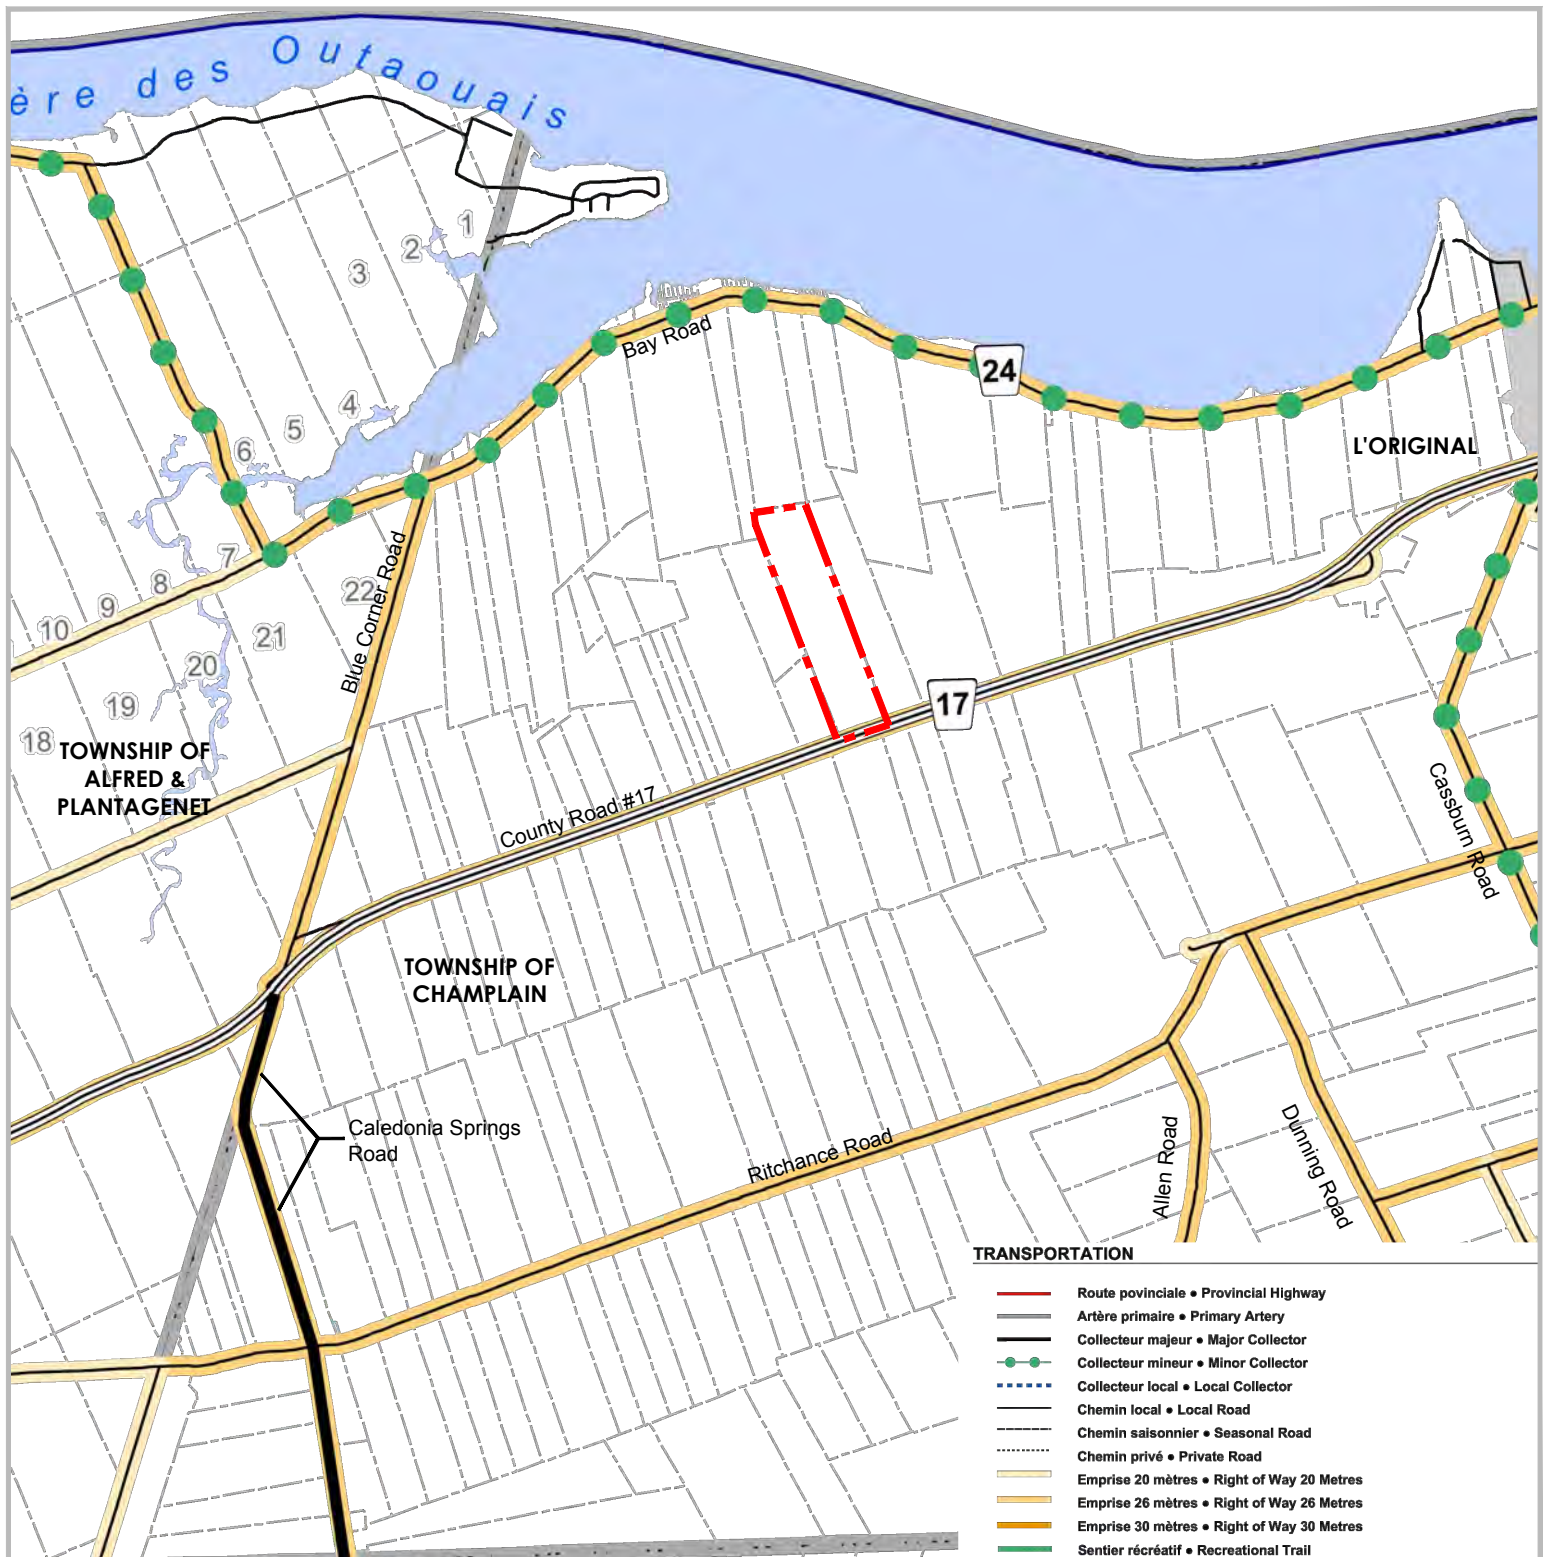 ère des Outaouais
1
2
3
24
Bay Road
4
5
6
L'ORIGINAL
7
8
9
10
22
21
20
19
18
Blue Corner Road
17
TOWNSHIP OF
ALFRED &
PLANTAGENET
County Road #17
Cassburn Road
TOWNSHIP OF
CHAMPLAIN
Caledonia Springs
Road
Ritchance Road
Allen Road
Dunning Road
TRANSPORTATION
Route povinciale • Provincial Highway
Artère primaire • Primary Artery
Collecteur majeur • Major Collector
Collecteur mineur • Minor Collector
Collecteur local • Local Collector
Chemin local • Local Road
Chemin saisonnier • Seasonal Road
Chemin privé • Private Road
Emprise 20 mètres • Right of Way 20 Metres
Emprise 26 mètres • Right of Way 26 Metres
Emprise 30 mètres • Right of Way 30 Metres
Sentier récréatif • Recreational Trail